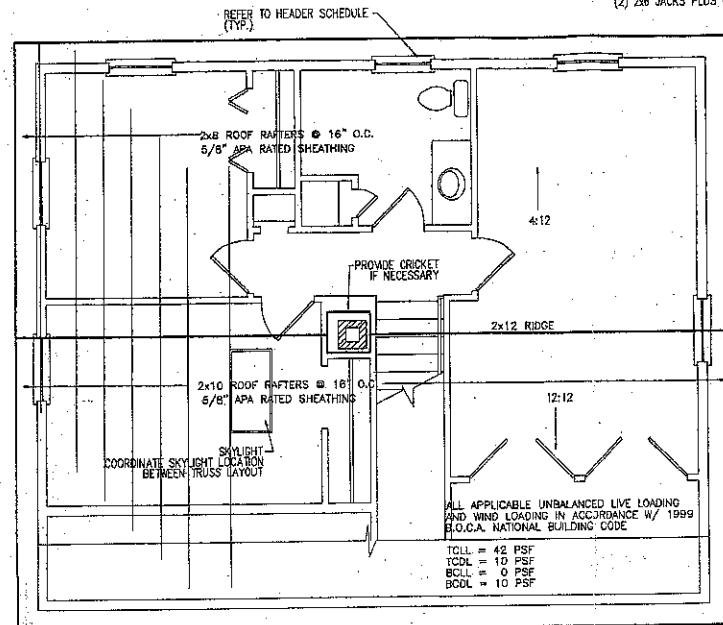 (2) 2x6 JACKS PLUS
REFER TO HEADER SCHEDULE
(TYP.)
2x8 ROOF RAFTERS @ 16" O.C.
5/8" APA RATED SHEATHING
4:12
PROVIDE CRICKET
IF NECESSARY
2x12 RIDGE
2x10 ROOF RAFTERS @ 16" O.C
5/8" APA RATED SHEATHING
12:12
SKYLIGHT
COORDINATE SKYLIGHT LOCATION
BETWEEN TRUSS LAYOUT
ALL APPLICABLE UNBALANCED LIVE LOADING
AND WIND LOADING IN ACCORDANCE W/ 1999
B.O.C.A. NATIONAL BUILDING CODE
TCLL = 42 PSF
TCDL = 10 PSF
BCLL = 0 PSF
BCDL = 10 PSF